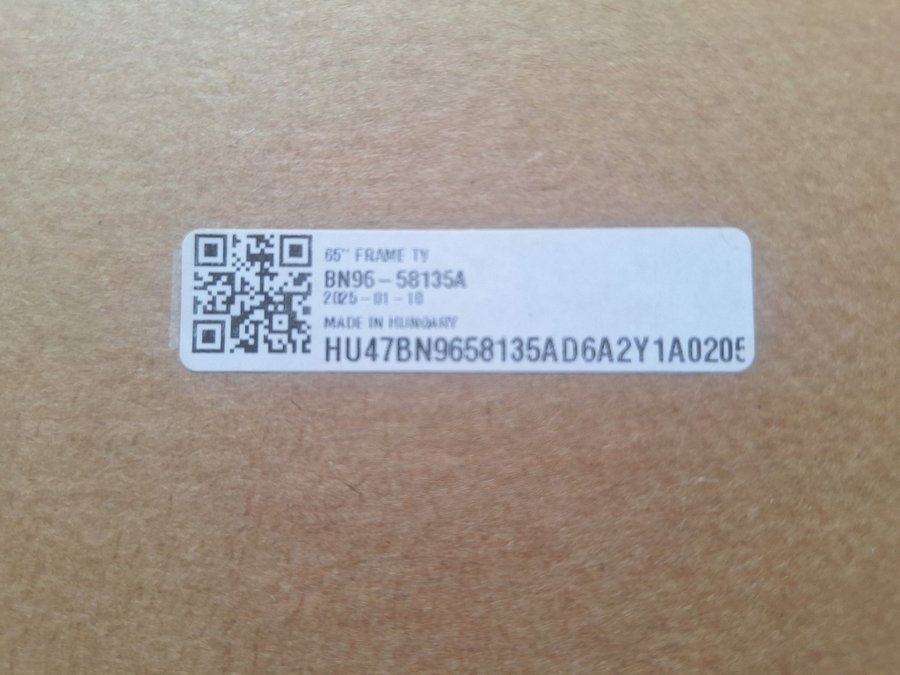 65" FRAME TV
BN96-58135A
2025-01-10
MADE IN HUNGARY
HU47BN9658135AD6A2Y1A0205